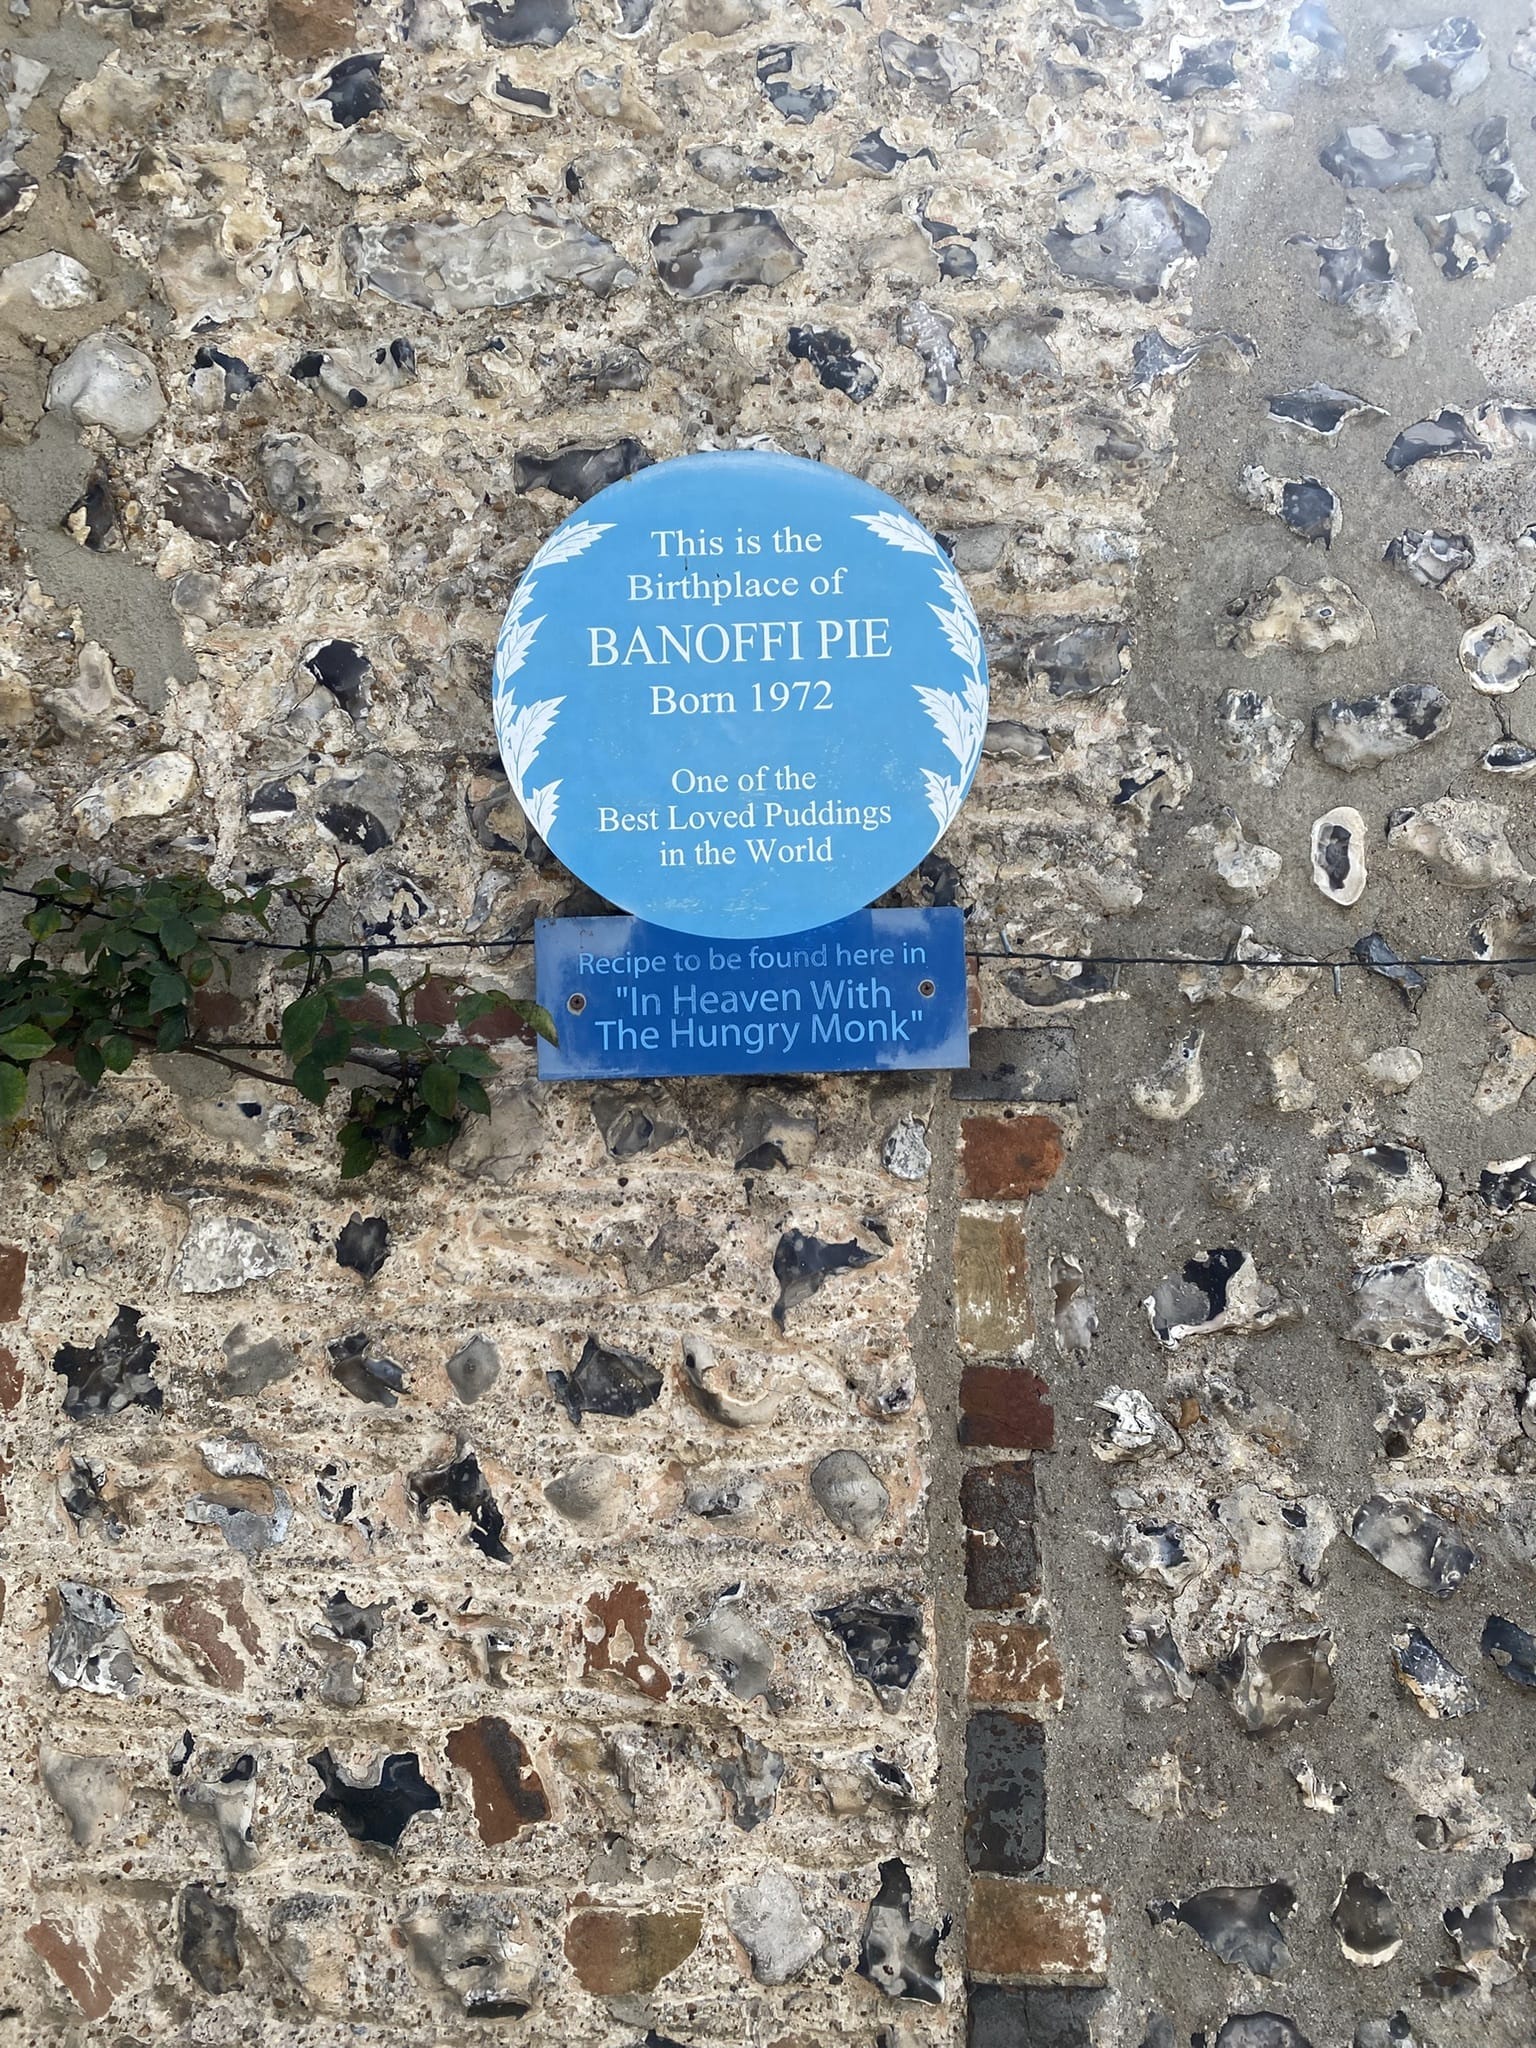 This is the
Birthplace of
BANOFFI PIE
Born 1972
One of the
Best Loved Puddings
in the World
Recipe to be found here in
"In Heaven With
The Hungry Monk"